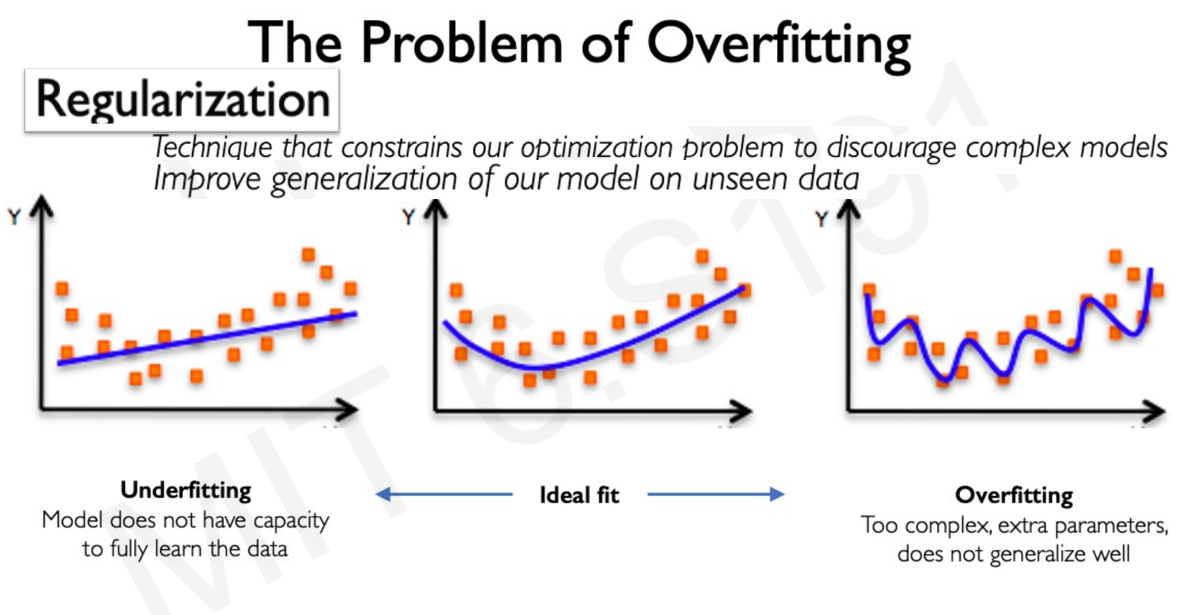 The Problem of Overfitting
Regularization
Technique that constrains our optimization problem to discourage complex models
Improve generalization of our model on unseen data
Y
Y
Y
Underfitting
Model does not have capacity
to fully learn the data
Ideal fit
Overfitting
Too complex, extra parameters,
does not generalize well
MIT 6.S191